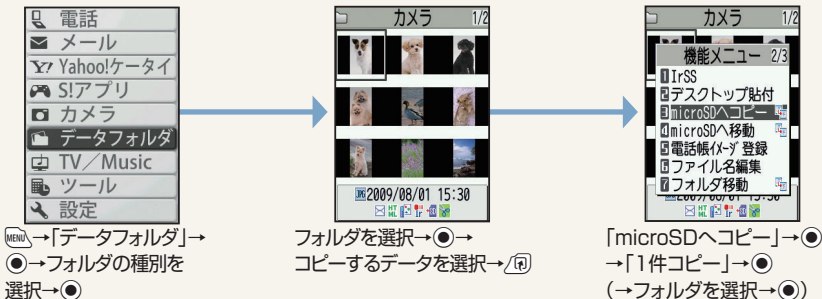 電話
メール
Yahoo!ケータイ
S!アプリ
カメラ
データフォルダ
TV／Music
ツール
設定
MENU→「データフォルダ」→
→フォルダの種別を
選択→
カメラ 1/2
2009/08/01 15:30
フォルダを選択→→
コピーするデータを選択→
カメラ 1/2
機能メニュー 2/3
1 IrSS
2 デスクトップ貼付
3 microSDへコピー
4 microSDへ移動
5 電話帳イメージ登録
6 ファイル名編集
7 フォルダ移動
「microSDへコピー」→
→「1件コピー」→
（→フォルダを選択→）